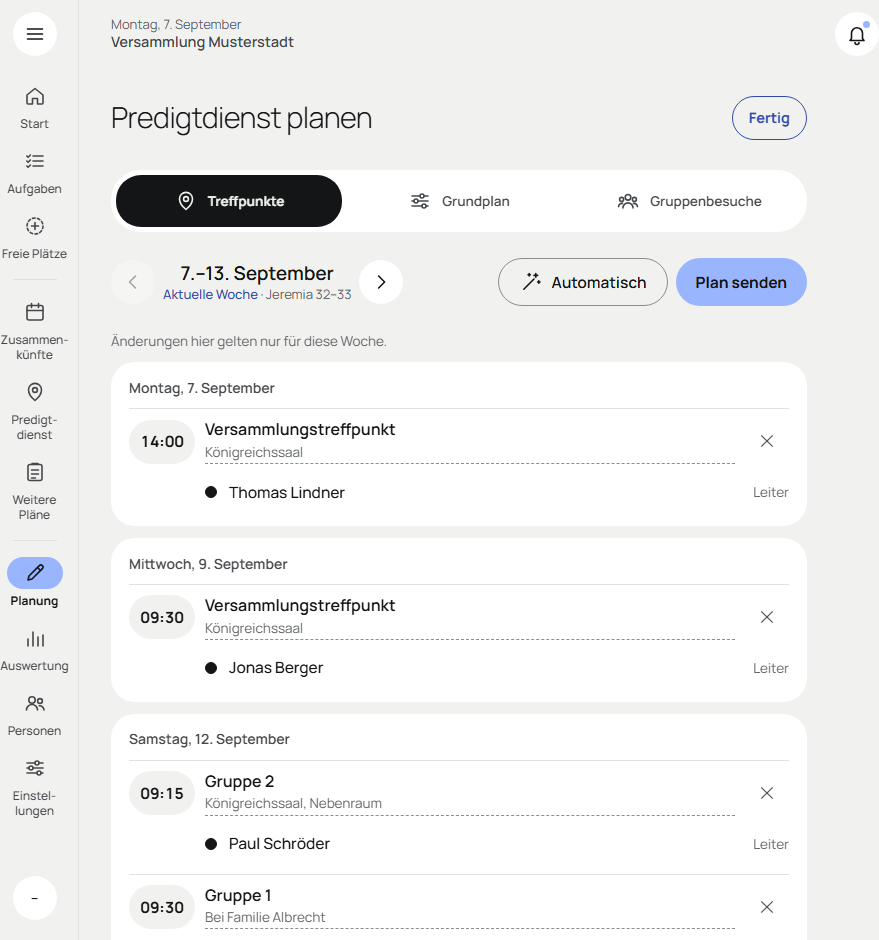 Montag, 7. September
Versammlung Musterstadt
Start
Aufgaben
Freie Plätze
Zusammen-
künfte
Predigt-
dienst
Weitere
Pläne
Planung
Auswertung
Personen
Einstel-
lungen
–
Predigtdienst planen
Fertig
Treffpunkte
Grundplan
Gruppenbesuche
7.–13. September
Aktuelle Woche · Jeremia 32–33
Automatisch
Plan senden
Änderungen hier gelten nur für diese Woche.
Montag, 7. September
14:00
Versammlungstreffpunkt
Königreichssaal
Thomas Lindner
Leiter
Mittwoch, 9. September
09:30
Versammlungstreffpunkt
Königreichssaal
Jonas Berger
Leiter
Samstag, 12. September
09:15
Gruppe 2
Königreichssaal, Nebenraum
Paul Schröder
Leiter
09:30
Gruppe 1
Bei Familie Albrecht